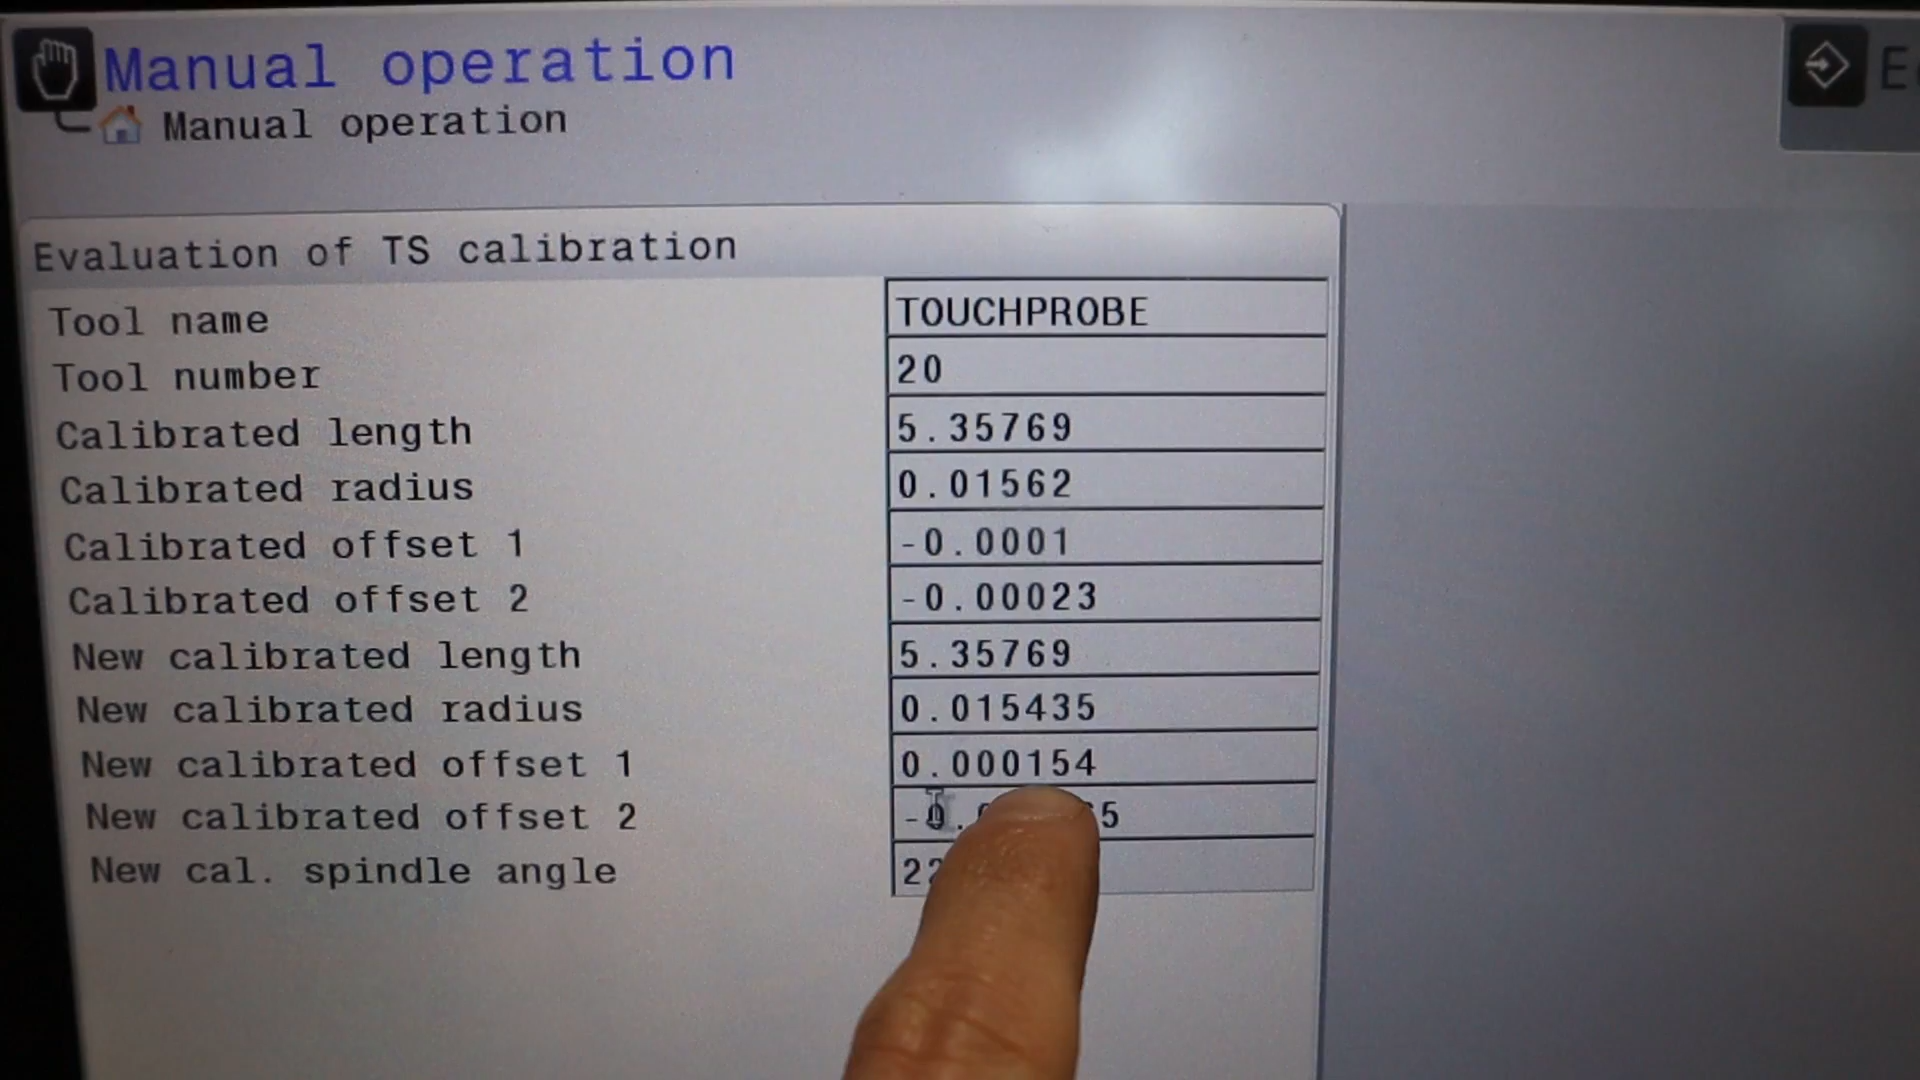 Manual operation
Manual operation
Evaluation of TS calibration
Tool name TOUCHPROBE
Tool number 20
Calibrated length 5.35769
Calibrated radius 0.01562
Calibrated offset 1 -0.0001
Calibrated offset 2 -0.00023
New calibrated length 5.35769
New calibrated radius 0.015435
New calibrated offset 1 0.000154
New calibrated offset 2
New cal. spindle angle